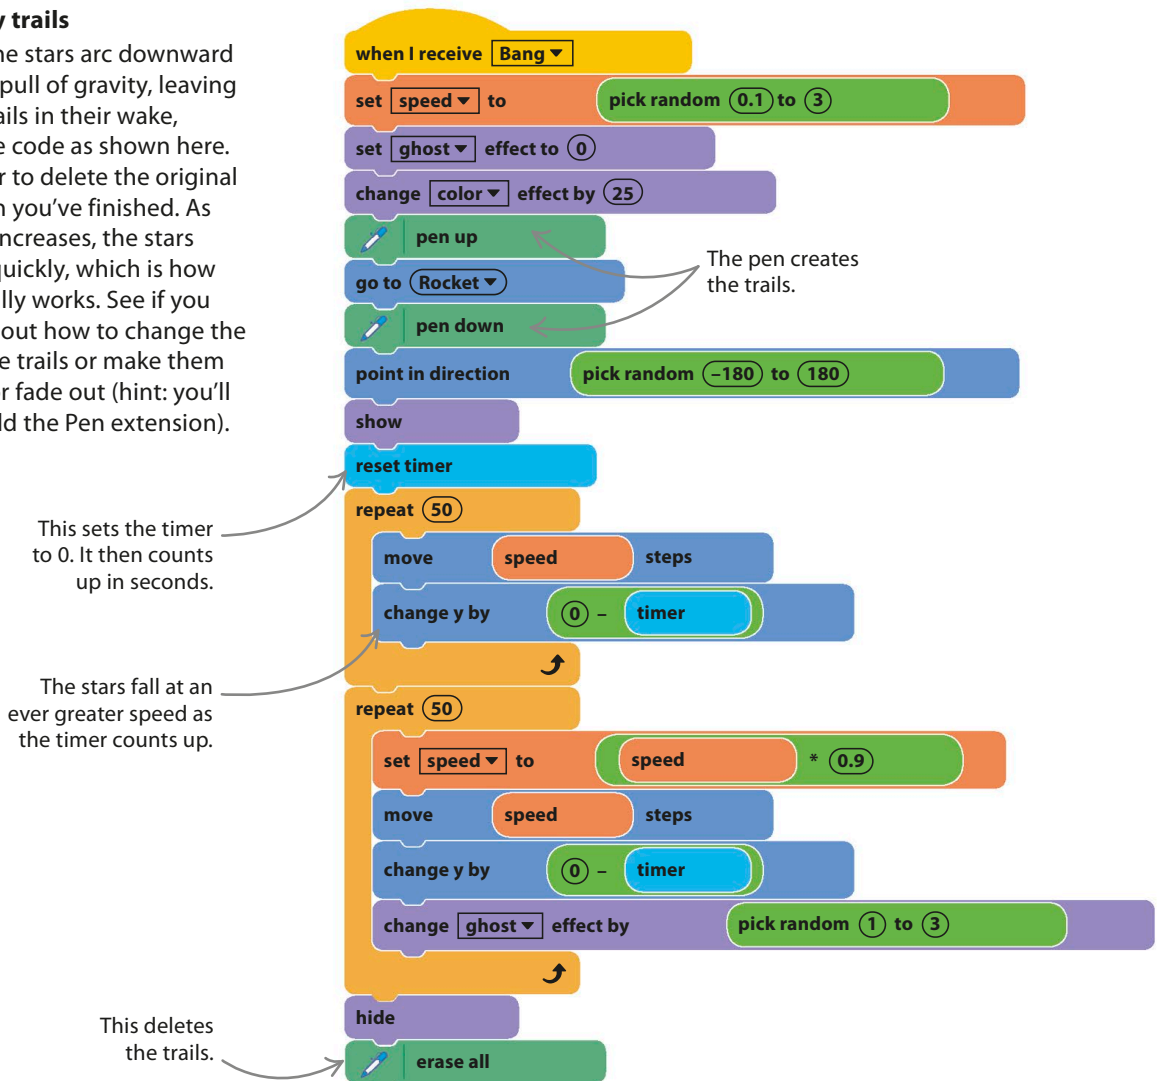 y trails
ne stars arc downward
pull of gravity, leaving
ails in their wake,
e code as shown here.
r to delete the original
n you've finished. As
increases, the stars
quickly, which is how
lly works. See if you
out how to change the
e trails or make them
r fade out (hint: you'll
ld the Pen extension).
when I receive Bang
set speed to pick random 0.1 to 3
set ghost effect to 0
change color effect by 25
pen up
go to Rocket
pen down
The pen creates
the trails.
point in direction pick random –180 to 180
show
reset timer
This sets the timer
to 0. It then counts
up in seconds.
repeat 50
move speed steps
change y by 0 – timer
The stars fall at an
ever greater speed as
the timer counts up.
repeat 50
set speed to speed * 0.9
move speed steps
change y by 0 – timer
change ghost effect by pick random 1 to 3
hide
This deletes
the trails.
erase all